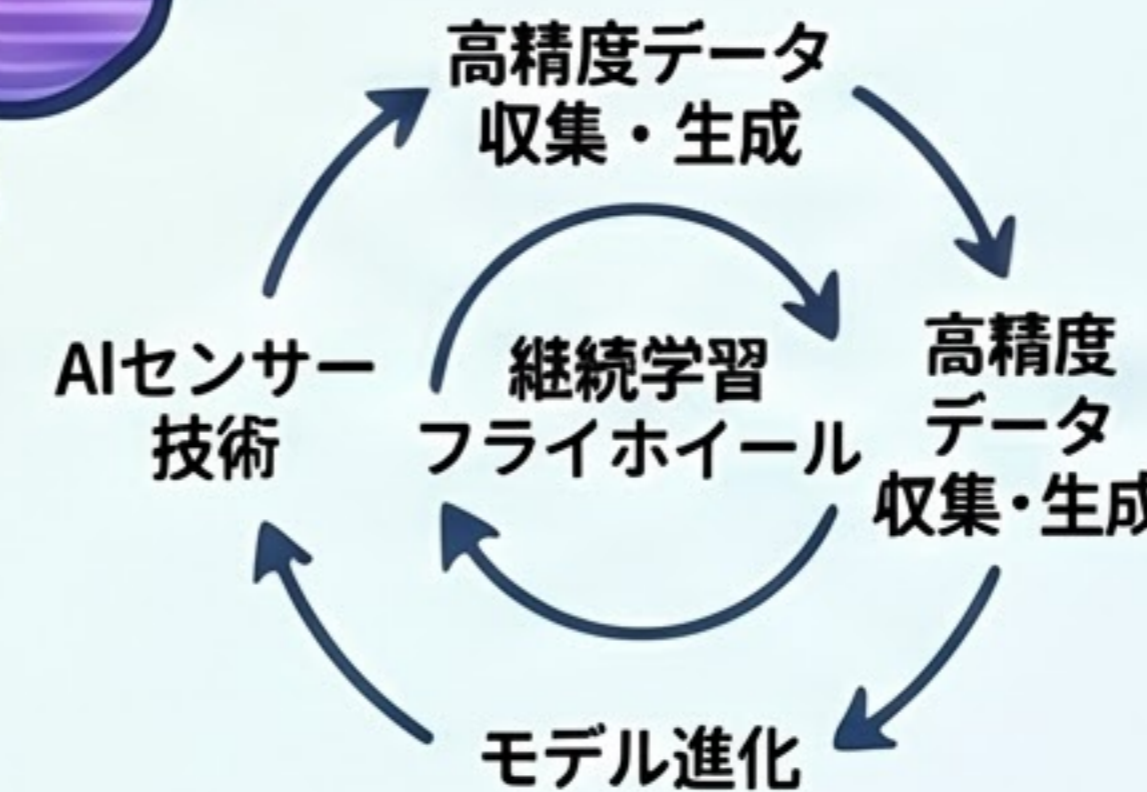 高精度データ
収集・生成
AIセンサー
技術
継続学習
フライホイール
高精度
データ
収集・生成
モデル進化